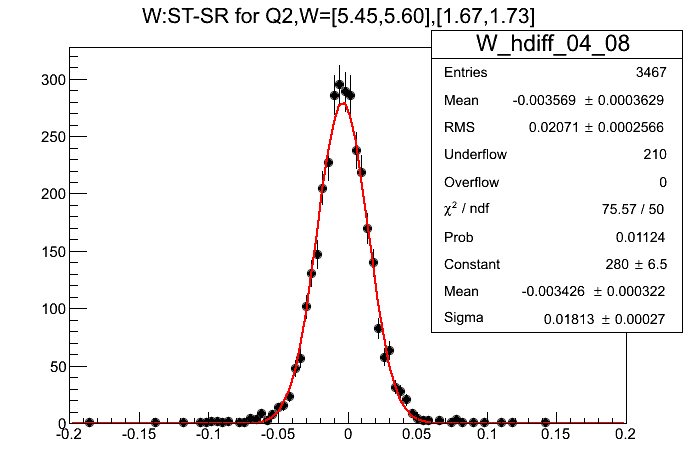 W:ST-SR for Q2,W=[5.45,5.60],[1.67,1.73]
W_hdiff_04_08
Entries 3467
Mean -0.003569 ± 0.0003629
RMS 0.02071 ± 0.0002566
Underflow 210
Overflow 0
χ² / ndf 75.57 / 50
Prob 0.01124
Constant 280 ± 6.5
Mean -0.003426 ± 0.000322
Sigma 0.01813 ± 0.00027
300
250
200
150
100
50
0
-0.2 -0.15 -0.1 -0.05 0 0.05 0.1 0.15 0.2